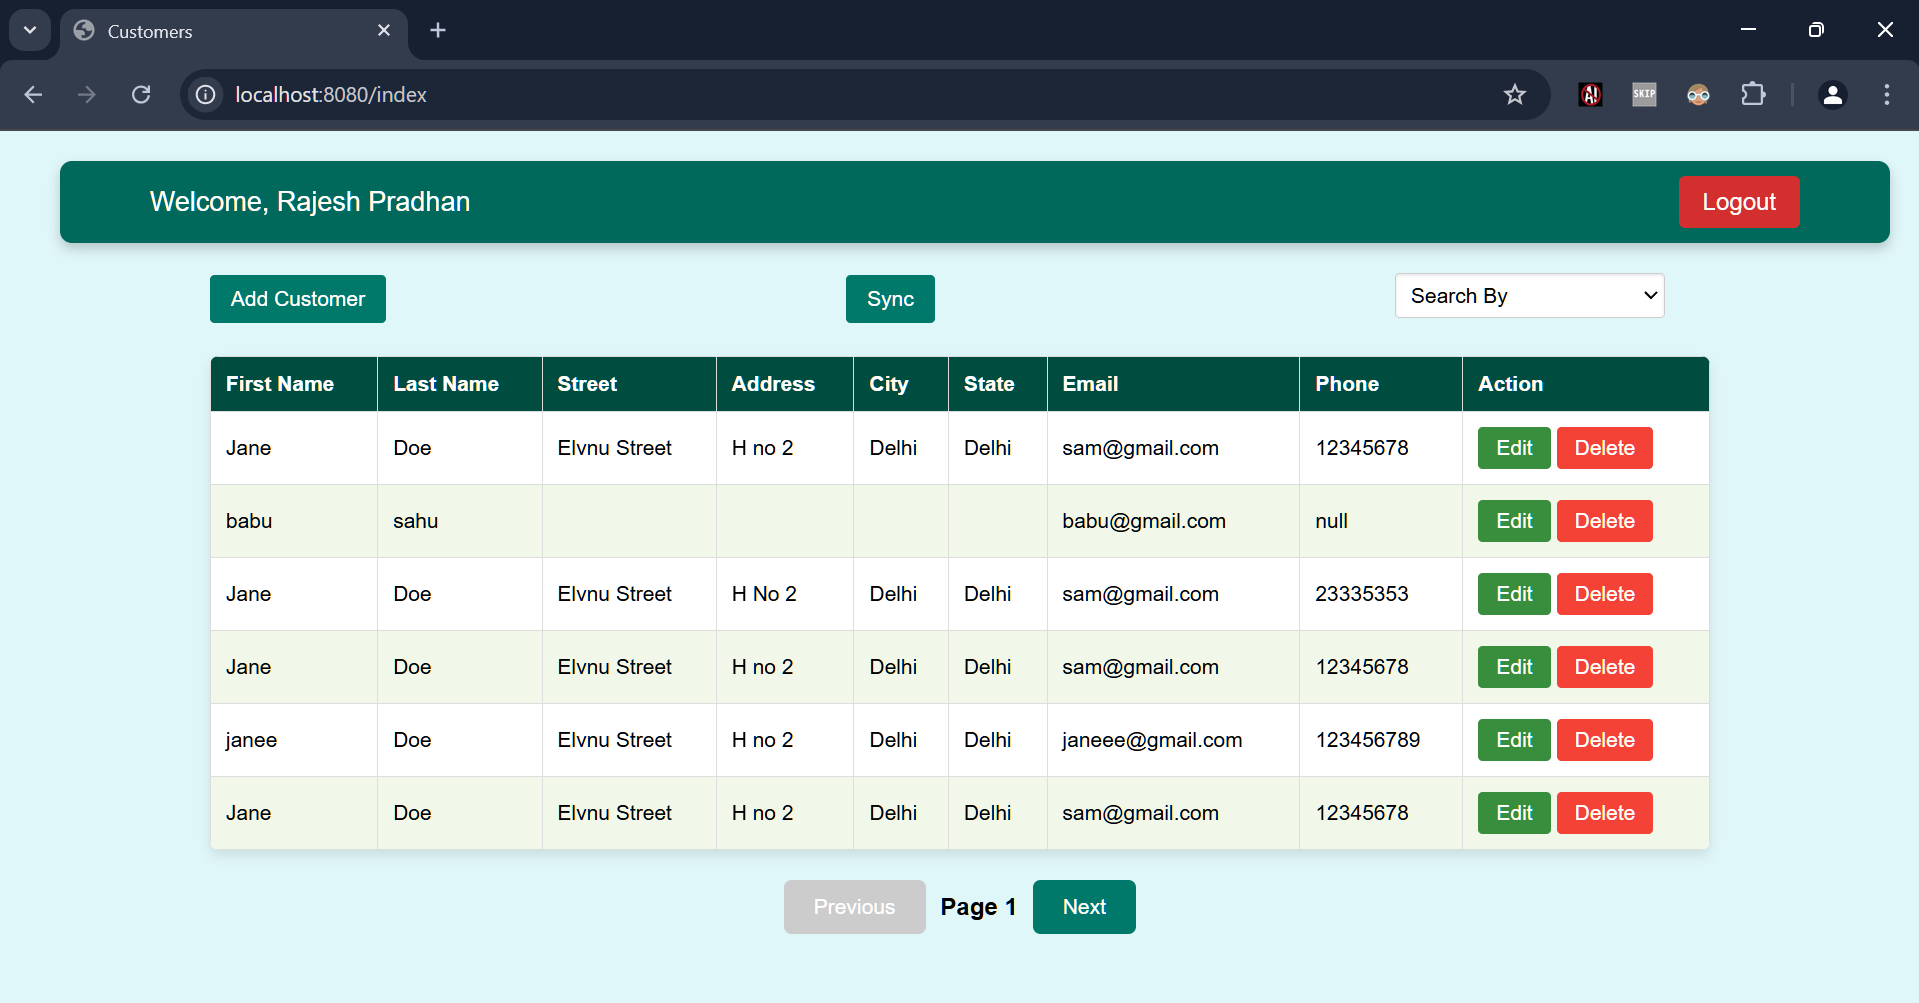 Customers
localhost:8080/index
SKIP
Welcome, Rajesh Pradhan
Logout
Add Customer
Sync
Search By
First Name Last Name Street Address City State Email Phone Action
Jane Doe Elvnu Street H no 2 Delhi Delhi sam@gmail.com 12345678 Edit Delete
babu sahu babu@gmail.com null Edit Delete
Jane Doe Elvnu Street H No 2 Delhi Delhi sam@gmail.com 23335353 Edit Delete
Jane Doe Elvnu Street H no 2 Delhi Delhi sam@gmail.com 12345678 Edit Delete
janee Doe Elvnu Street H no 2 Delhi Delhi janeee@gmail.com 123456789 Edit Delete
Jane Doe Elvnu Street H no 2 Delhi Delhi sam@gmail.com 12345678 Edit Delete
Previous Page 1 Next